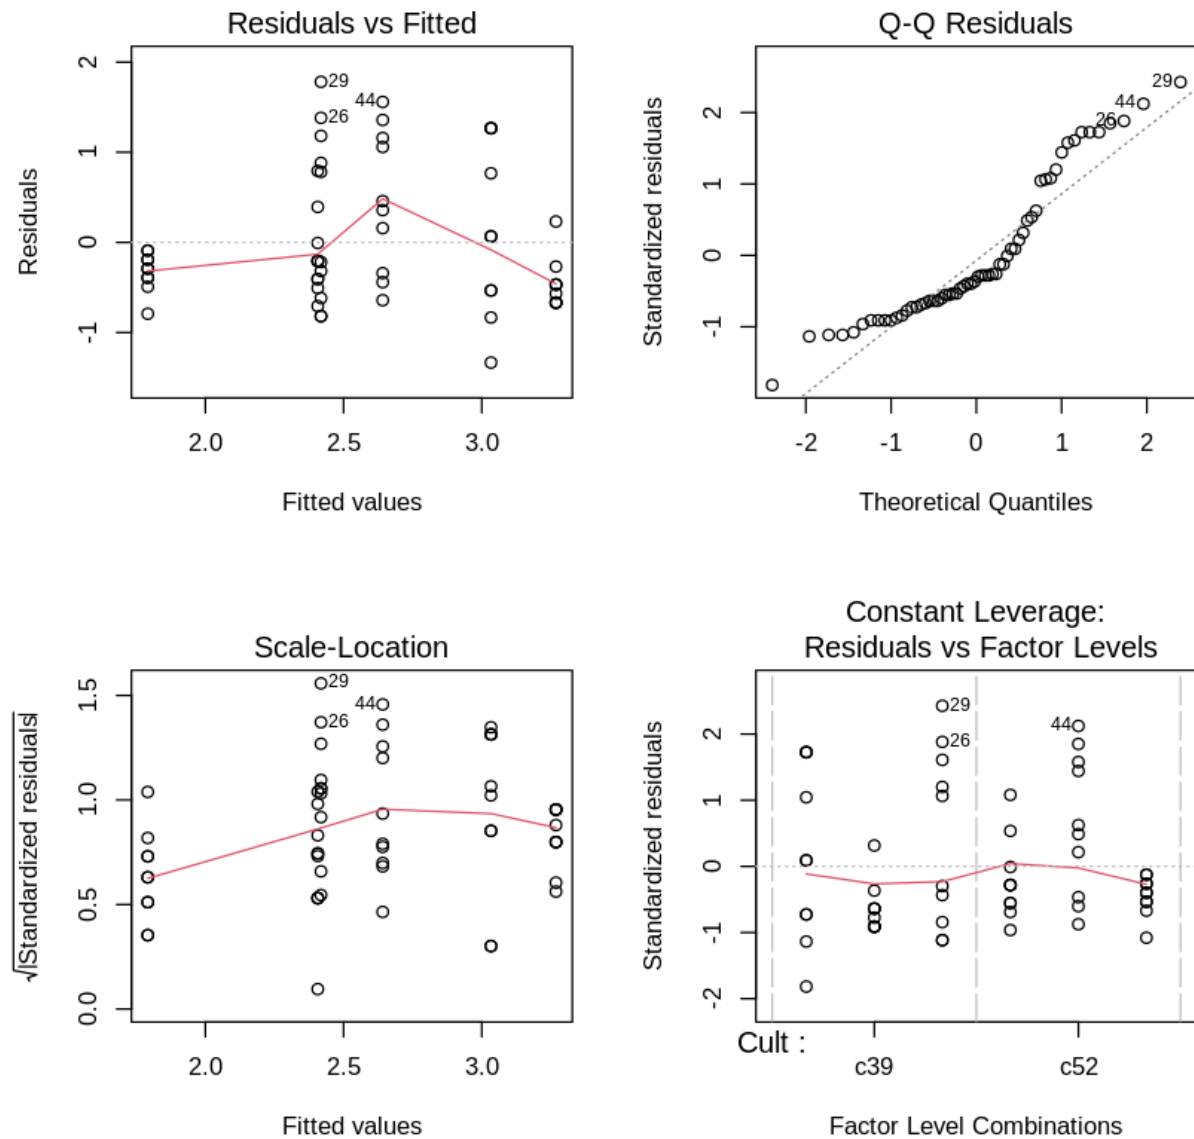 Residuals vs Fitted
Residuals
2
1
0
-1
29
44
26
2.0 2.5 3.0
Fitted values
Q-Q Residuals
Standardized residuals
2
1
0
-1
29
44
26
-2 -1 0 1 2
Theoretical Quantiles
Scale-Location
√|Standardized residuals|
1.5
1.0
0.5
0.0
29
44
26
2.0 2.5 3.0
Fitted values
Constant Leverage:
Residuals vs Factor Levels
Standardized residuals
2
1
0
-1
-2
29
44
26
Cult :
c39 c52
Factor Level Combinations